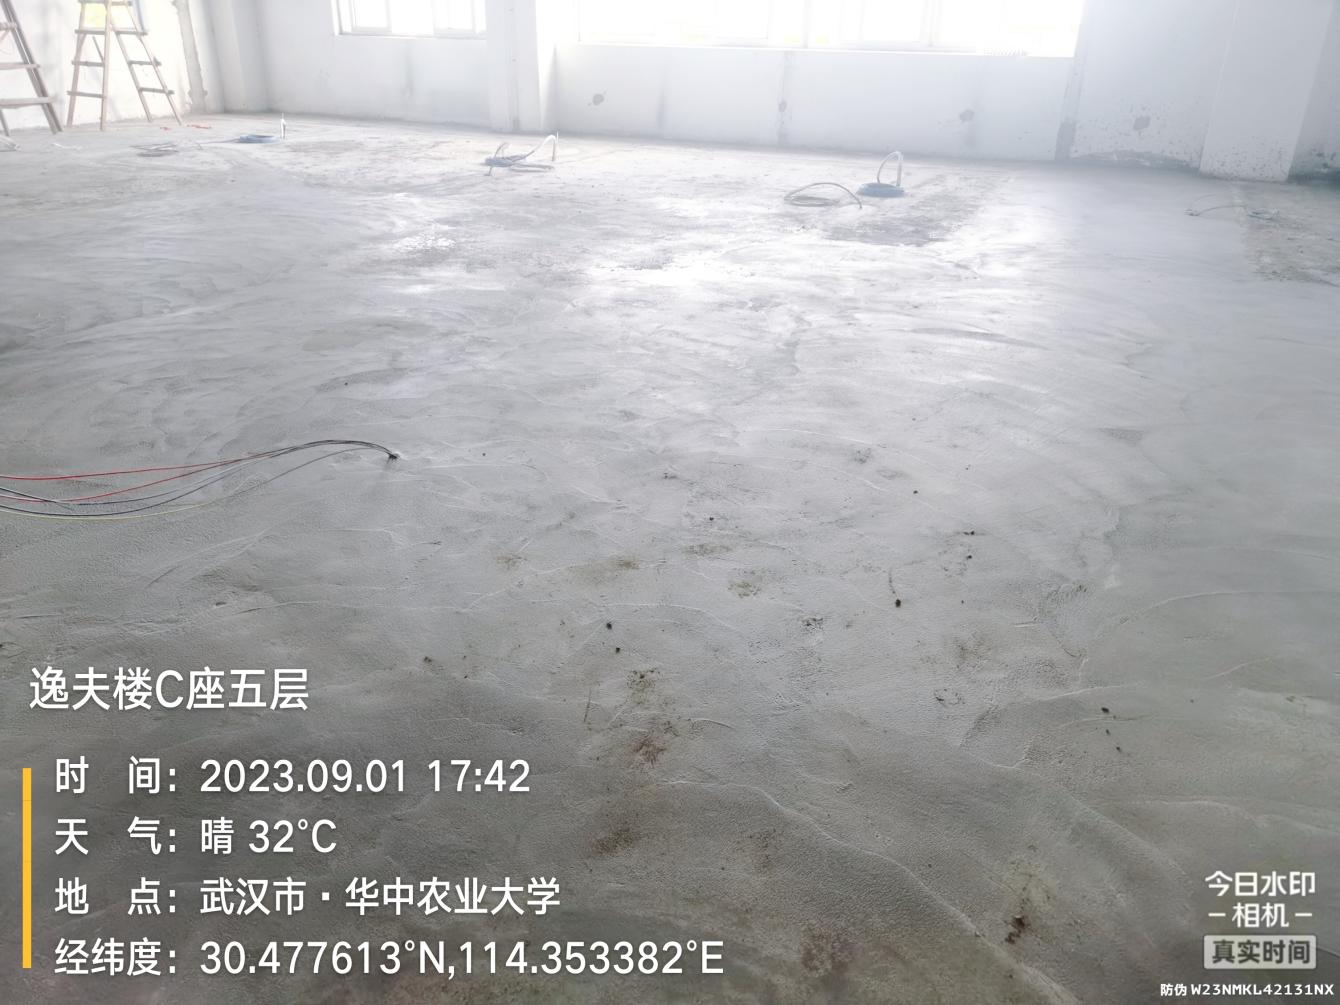 逸夫楼C座五层
时 间：2023.09.01 17:42
天 气：晴 32°C
地 点：武汉市·华中农业大学
经纬度：30.477613°N,114.353382°E
今日水印
-相机-
真实时间
防伪 W23NMKL42131NX